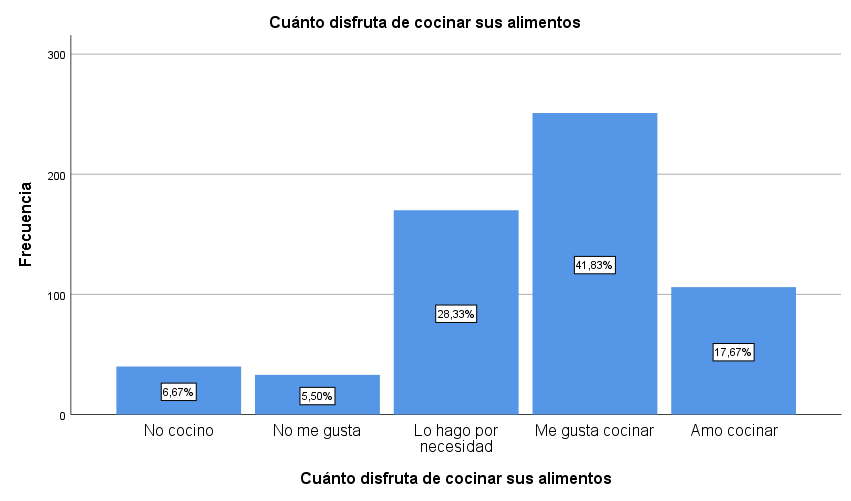 Cuánto disfruta de cocinar sus alimentos
300
200
100
0
Frecuencia
6,67%
5,50%
28,33%
41,83%
17,67%
No cocino
No me gusta
Lo hago por
necesidad
Me gusta cocinar
Amo cocinar
Cuánto disfruta de cocinar sus alimentos